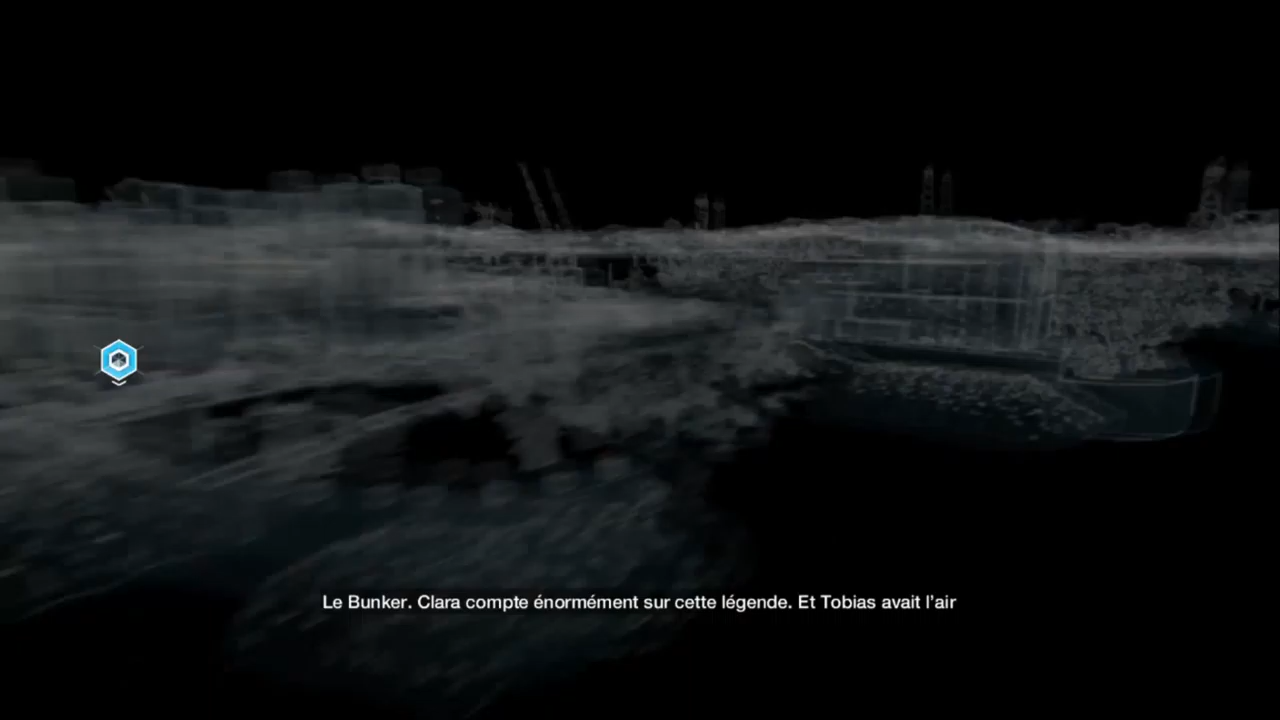 Le Bunker. Clara compte énormément sur cette légende. Et Tobias avait l’air